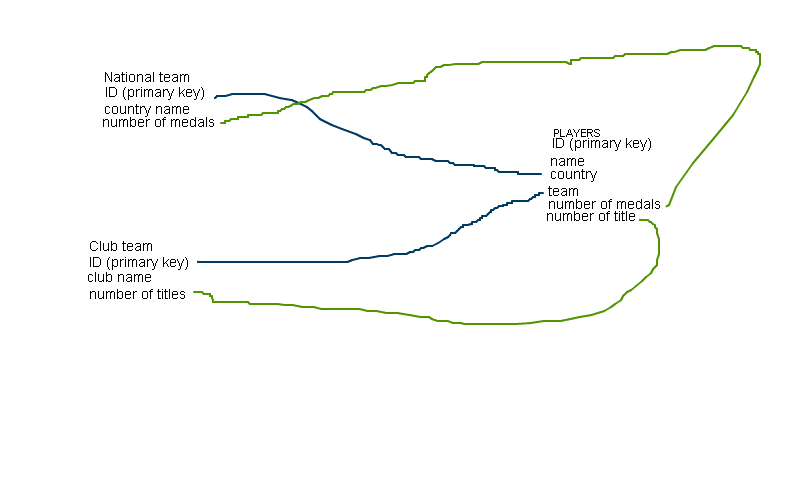 National team
ID (primary key)
country name
number of medals
PLAYERS
ID (primary key)
name
country
team
number of medals
number of title
Club team
ID (primary key)
club name
number of titles